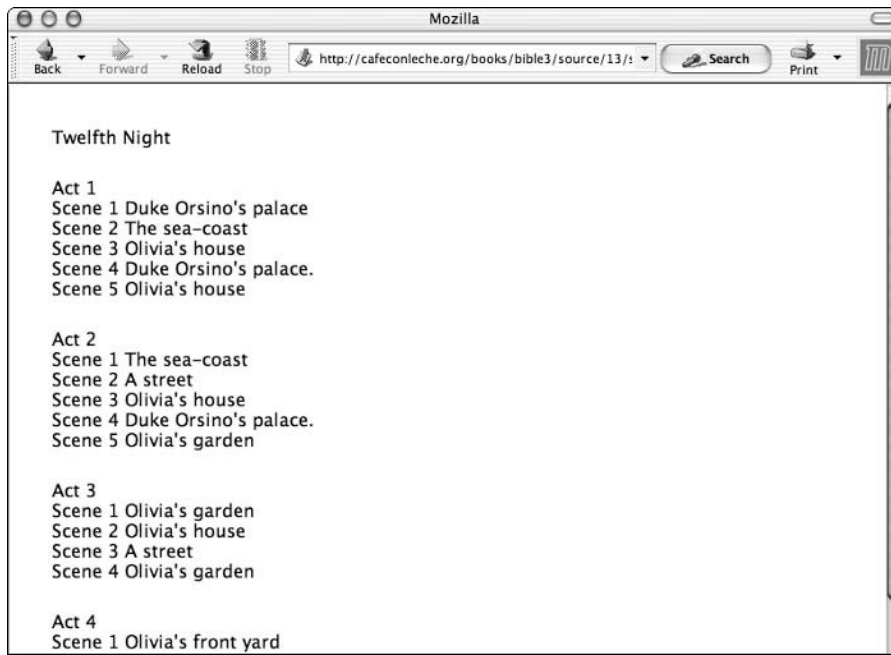 Mozilla
Back Forward Reload Stop http://cafeconleche.org/books/bible3/source/13/ Search Print
Twelfth Night
Act 1
Scene 1 Duke Orsino's palace
Scene 2 The sea-coast
Scene 3 Olivia's house
Scene 4 Duke Orsino's palace.
Scene 5 Olivia's house
Act 2
Scene 1 The sea-coast
Scene 2 A street
Scene 3 Olivia's house
Scene 4 Duke Orsino's palace.
Scene 5 Olivia's garden
Act 3
Scene 1 Olivia's garden
Scene 2 Olivia's house
Scene 3 A street
Scene 4 Olivia's garden
Act 4
Scene 1 Olivia's front yard